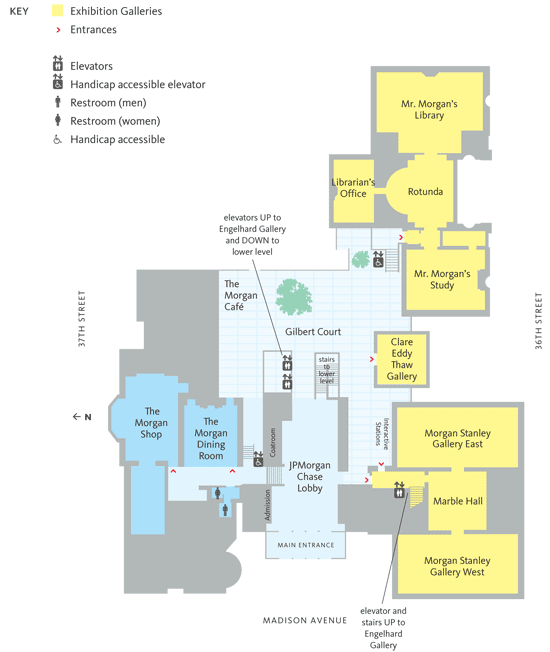 KEY
Exhibition Galleries
Entrances
Elevators
Handicap accessible elevator
Restroom (men)
Restroom (women)
Handicap accessible
Mr. Morgan's
Library
Librarian's
Office
Rotunda
elevators UP to
Engelhard Gallery
and DOWN to
lower level
Mr. Morgan's
Study
The
Morgan
Café
37TH STREET
36TH STREET
Gilbert Court
Clare
Eddy
Thaw
Gallery
stairs
to
lower
level
N
The
Morgan
Shop
The
Morgan
Dining
Room
Coatroom
Interactive
Stations
Morgan Stanley
Gallery East
JPMorgan
Chase
Lobby
Admission
Marble Hall
MAIN ENTRANCE
Morgan Stanley
Gallery West
MADISON AVENUE
elevator and
stairs UP to
Engelhard
Gallery